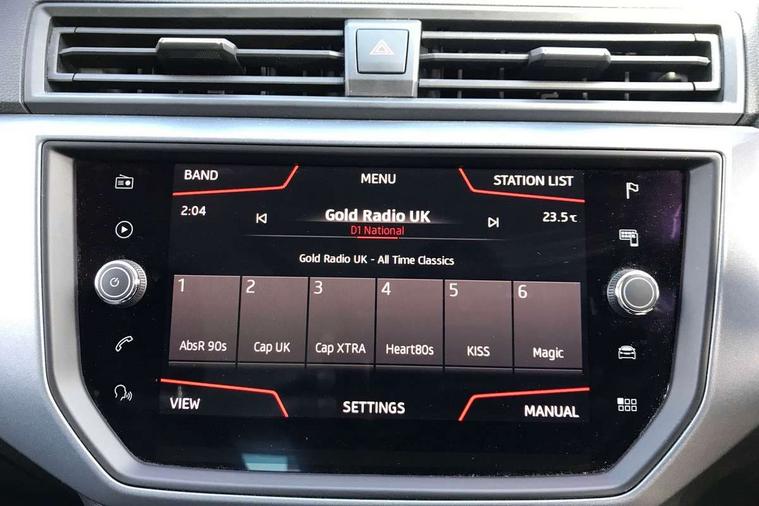 BAND
MENU
STATION LIST
2:04
Gold Radio UK
23.5°C
D1 National
Gold Radio UK - All Time Classics
1
2
3
4
5
6
AbsR 90s
Cap UK
Cap XTRA
Heart80s
KISS
Magic
VIEW
SETTINGS
MANUAL